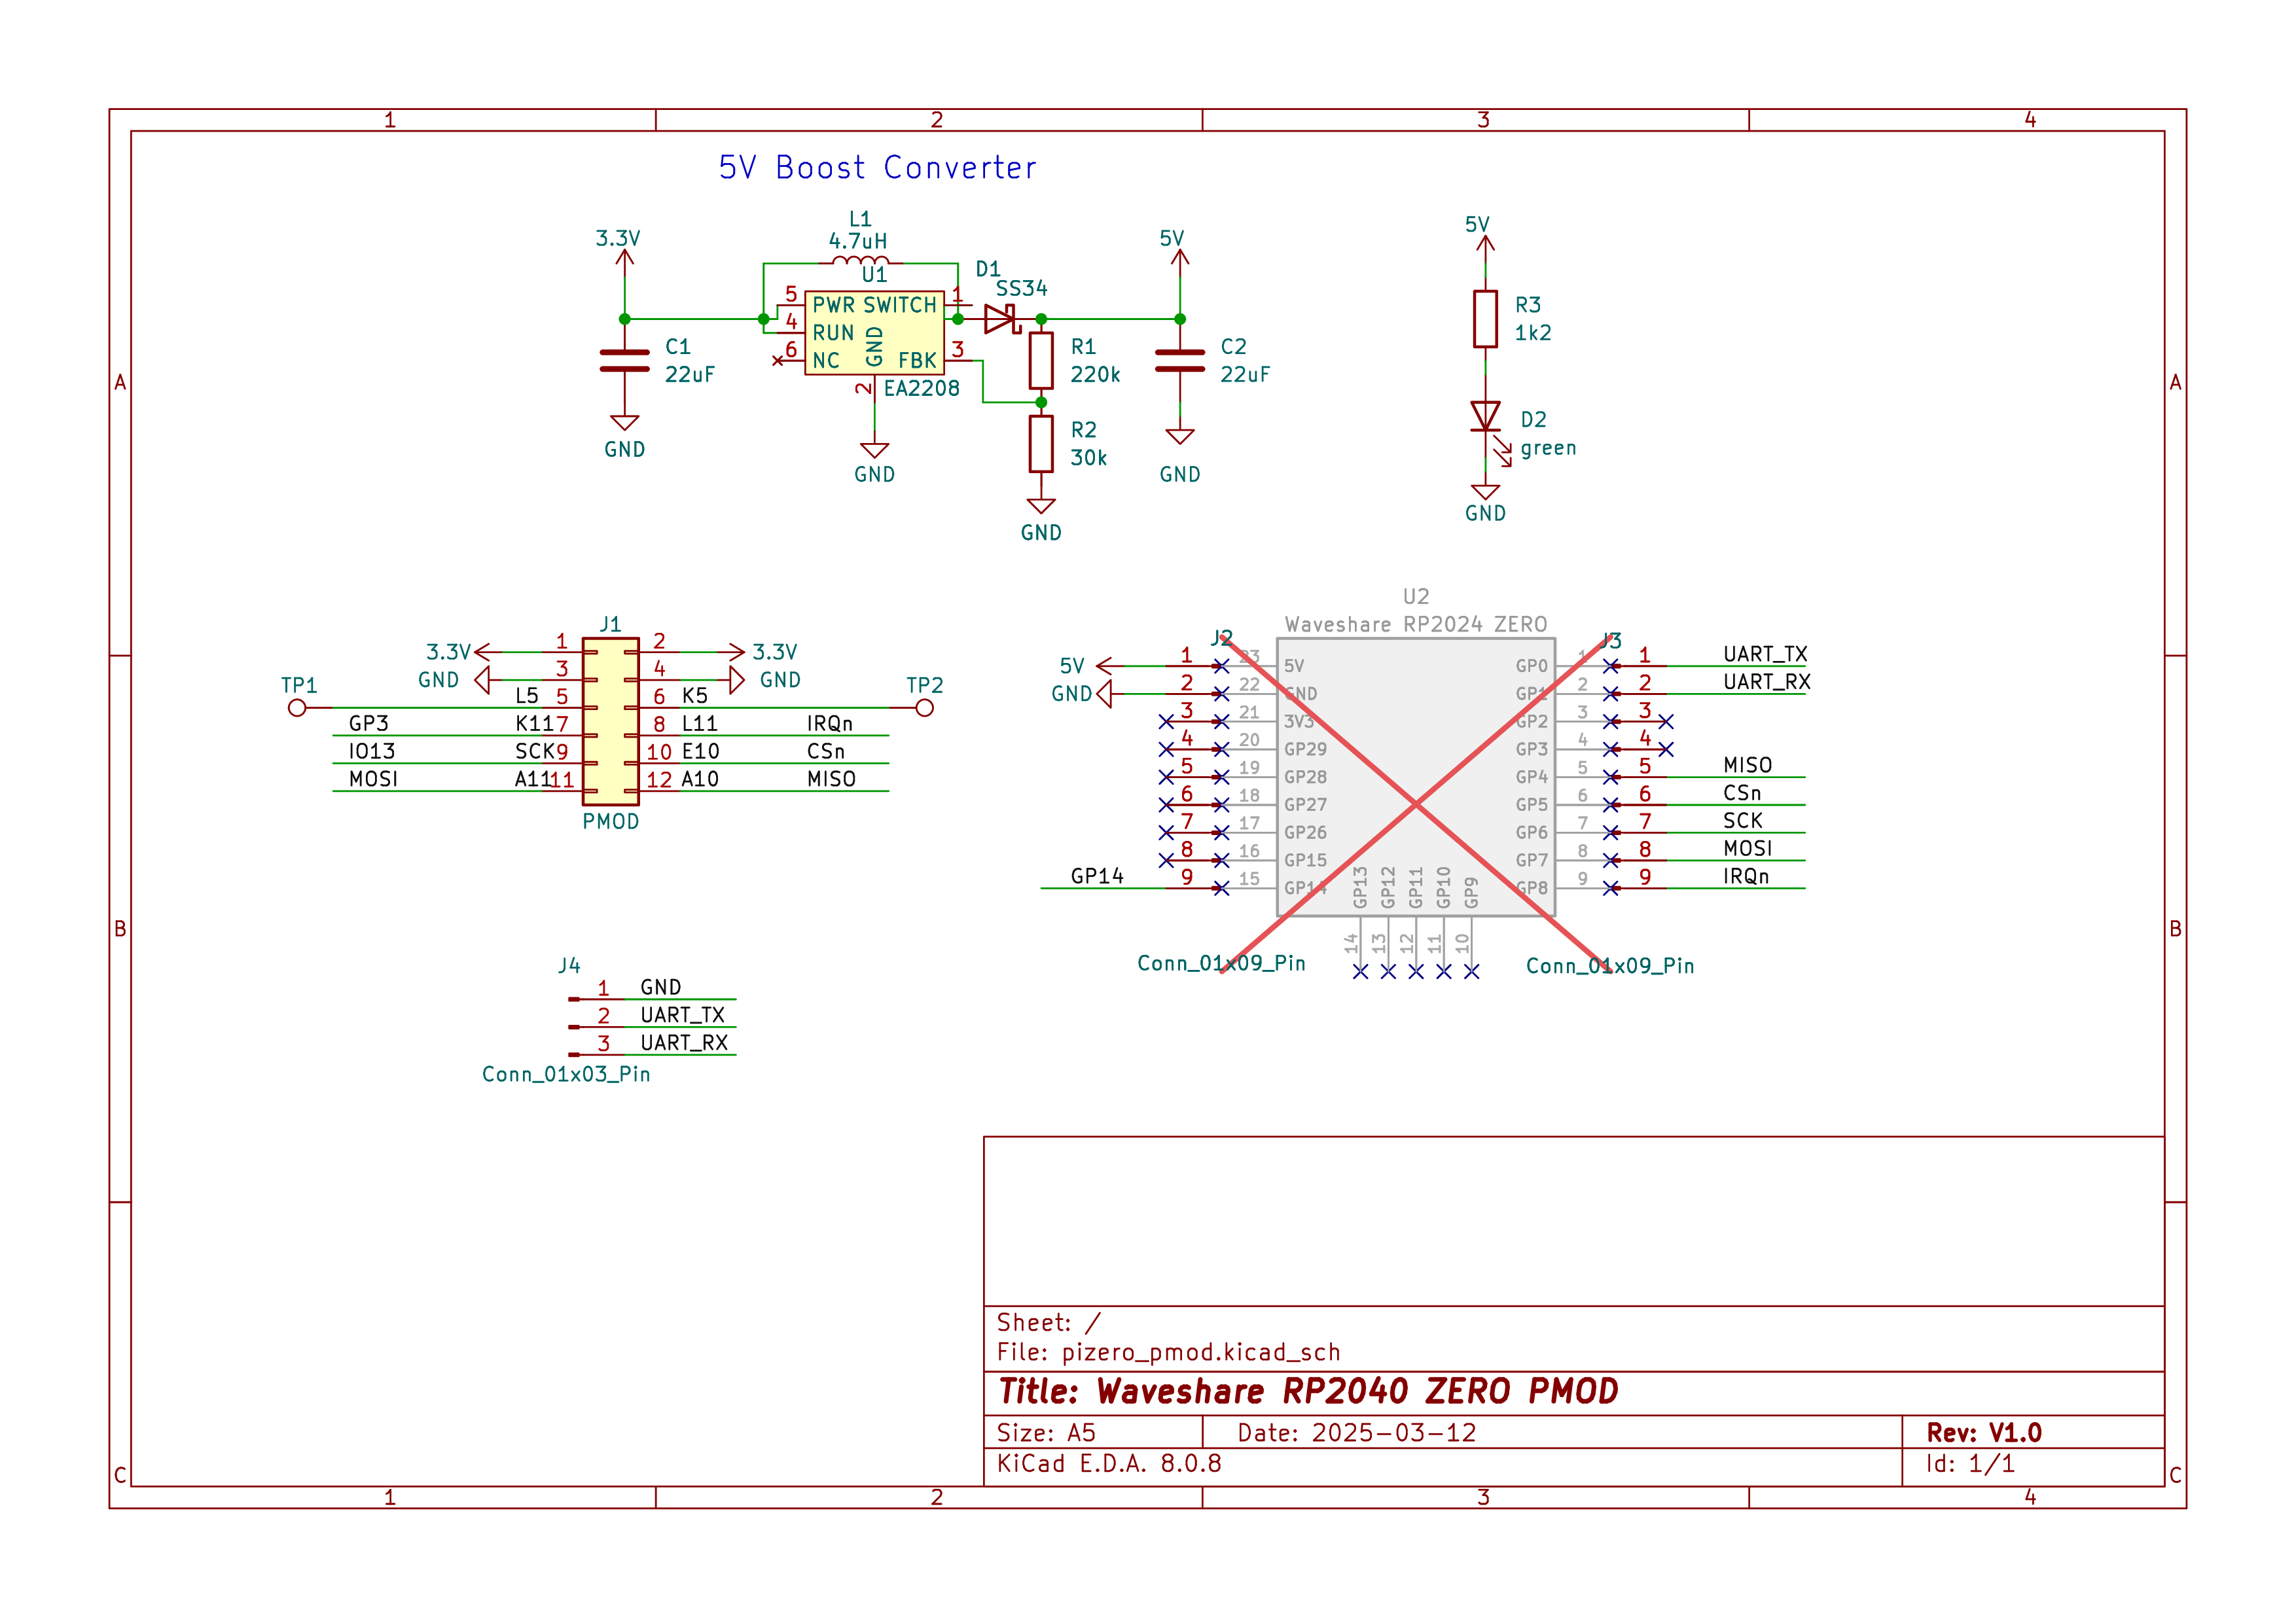 1 2 3 4
5V Boost Converter
L1
4.7uH
3.3V
5V
5V
U1
D1
SS34
5 PWR SWITCH 1
4 RUN
6 NC GND FBK 3
2
EA2208
C1
22uF
GND
GND
R1
220k
R2
30k
GND
C2
22uF
GND
R3
1k2
D2
green
GND
A A
J1
3.3V 1 2 3.3V
GND 3 4 GND
TP1 L5 5 6 K5 TP2
GP3 K11 7 8 L11 IRQn
IO13 SCK 9 10 E10 CSn
MOSI A11 11 12 A10 MISO
PMOD
U2
Waveshare RP2024 ZERO
J2 J3
5V 1 23 5V GP0 1 1 UART_TX
GND 2 22 GND GP1 2 2 UART_RX
3 21 3V3 GP2 3 3
4 20 GP29 GP3 4 4
5 19 GP28 GP4 5 5 MISO
6 18 GP27 GP5 6 6 CSn
7 17 GP26 GP6 7 7 SCK
8 16 GP15 GP7 8 8 MOSI
GP14 9 15 GP14 GP8 9 9 IRQn
GP13 GP12 GP11 GP10 GP9
14 13 12 11 10
Conn_01x09_Pin Conn_01x09_Pin
B B
J4
1 GND
2 UART_TX
3 UART_RX
Conn_01x03_Pin
Sheet: /
File: pizero_pmod.kicad_sch
Title: Waveshare RP2040 ZERO PMOD
Size: A5 Date: 2025-03-12 Rev: V1.0
KiCad E.D.A. 8.0.8 Id: 1/1
C C
1 2 3 4